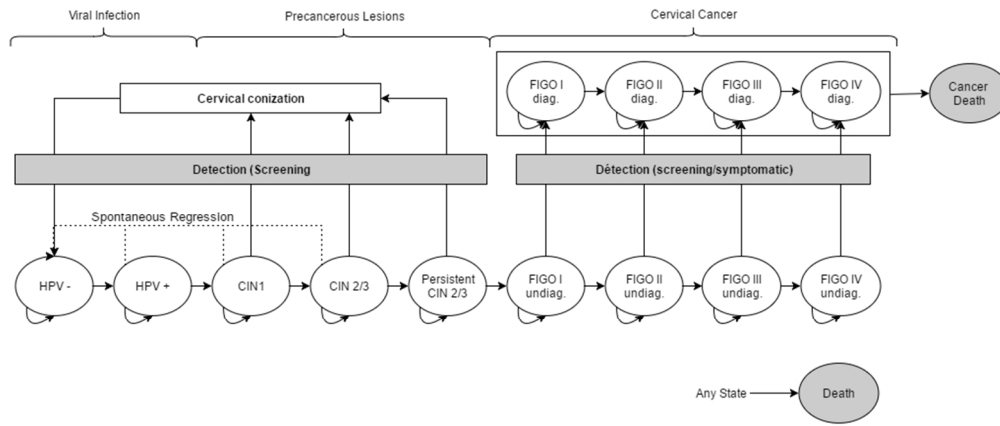 Viral Infection
Precancerous Lesions
Cervical Cancer
FIGO I
diag.
FIGO II
diag.
FIGO III
diag.
FIGO IV
diag.
Cancer
Death
Cervical conization
Detection (Screening
Détection (screening/symptomatic)
Spontaneous Regression
HPV -
HPV +
CIN1
CIN 2/3
Persistent
CIN 2/3
FIGO I
undiag.
FIGO II
undiag.
FIGO III
undiag.
FIGO IV
undiag.
Any State
Death